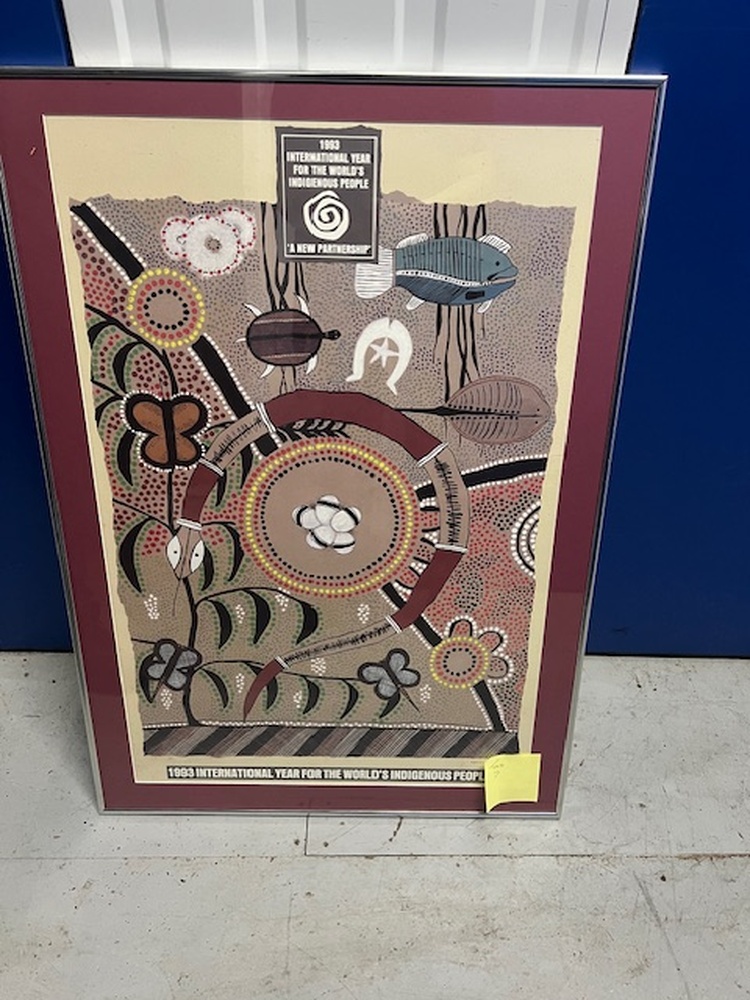 1993
INTERNATIONAL YEAR
FOR THE WORLD'S
INDIGENOUS PEOPLE
'A NEW PARTNERSHIP'
1993 INTERNATIONAL YEAR FOR THE WORLD'S INDIGENOUS PEOPL